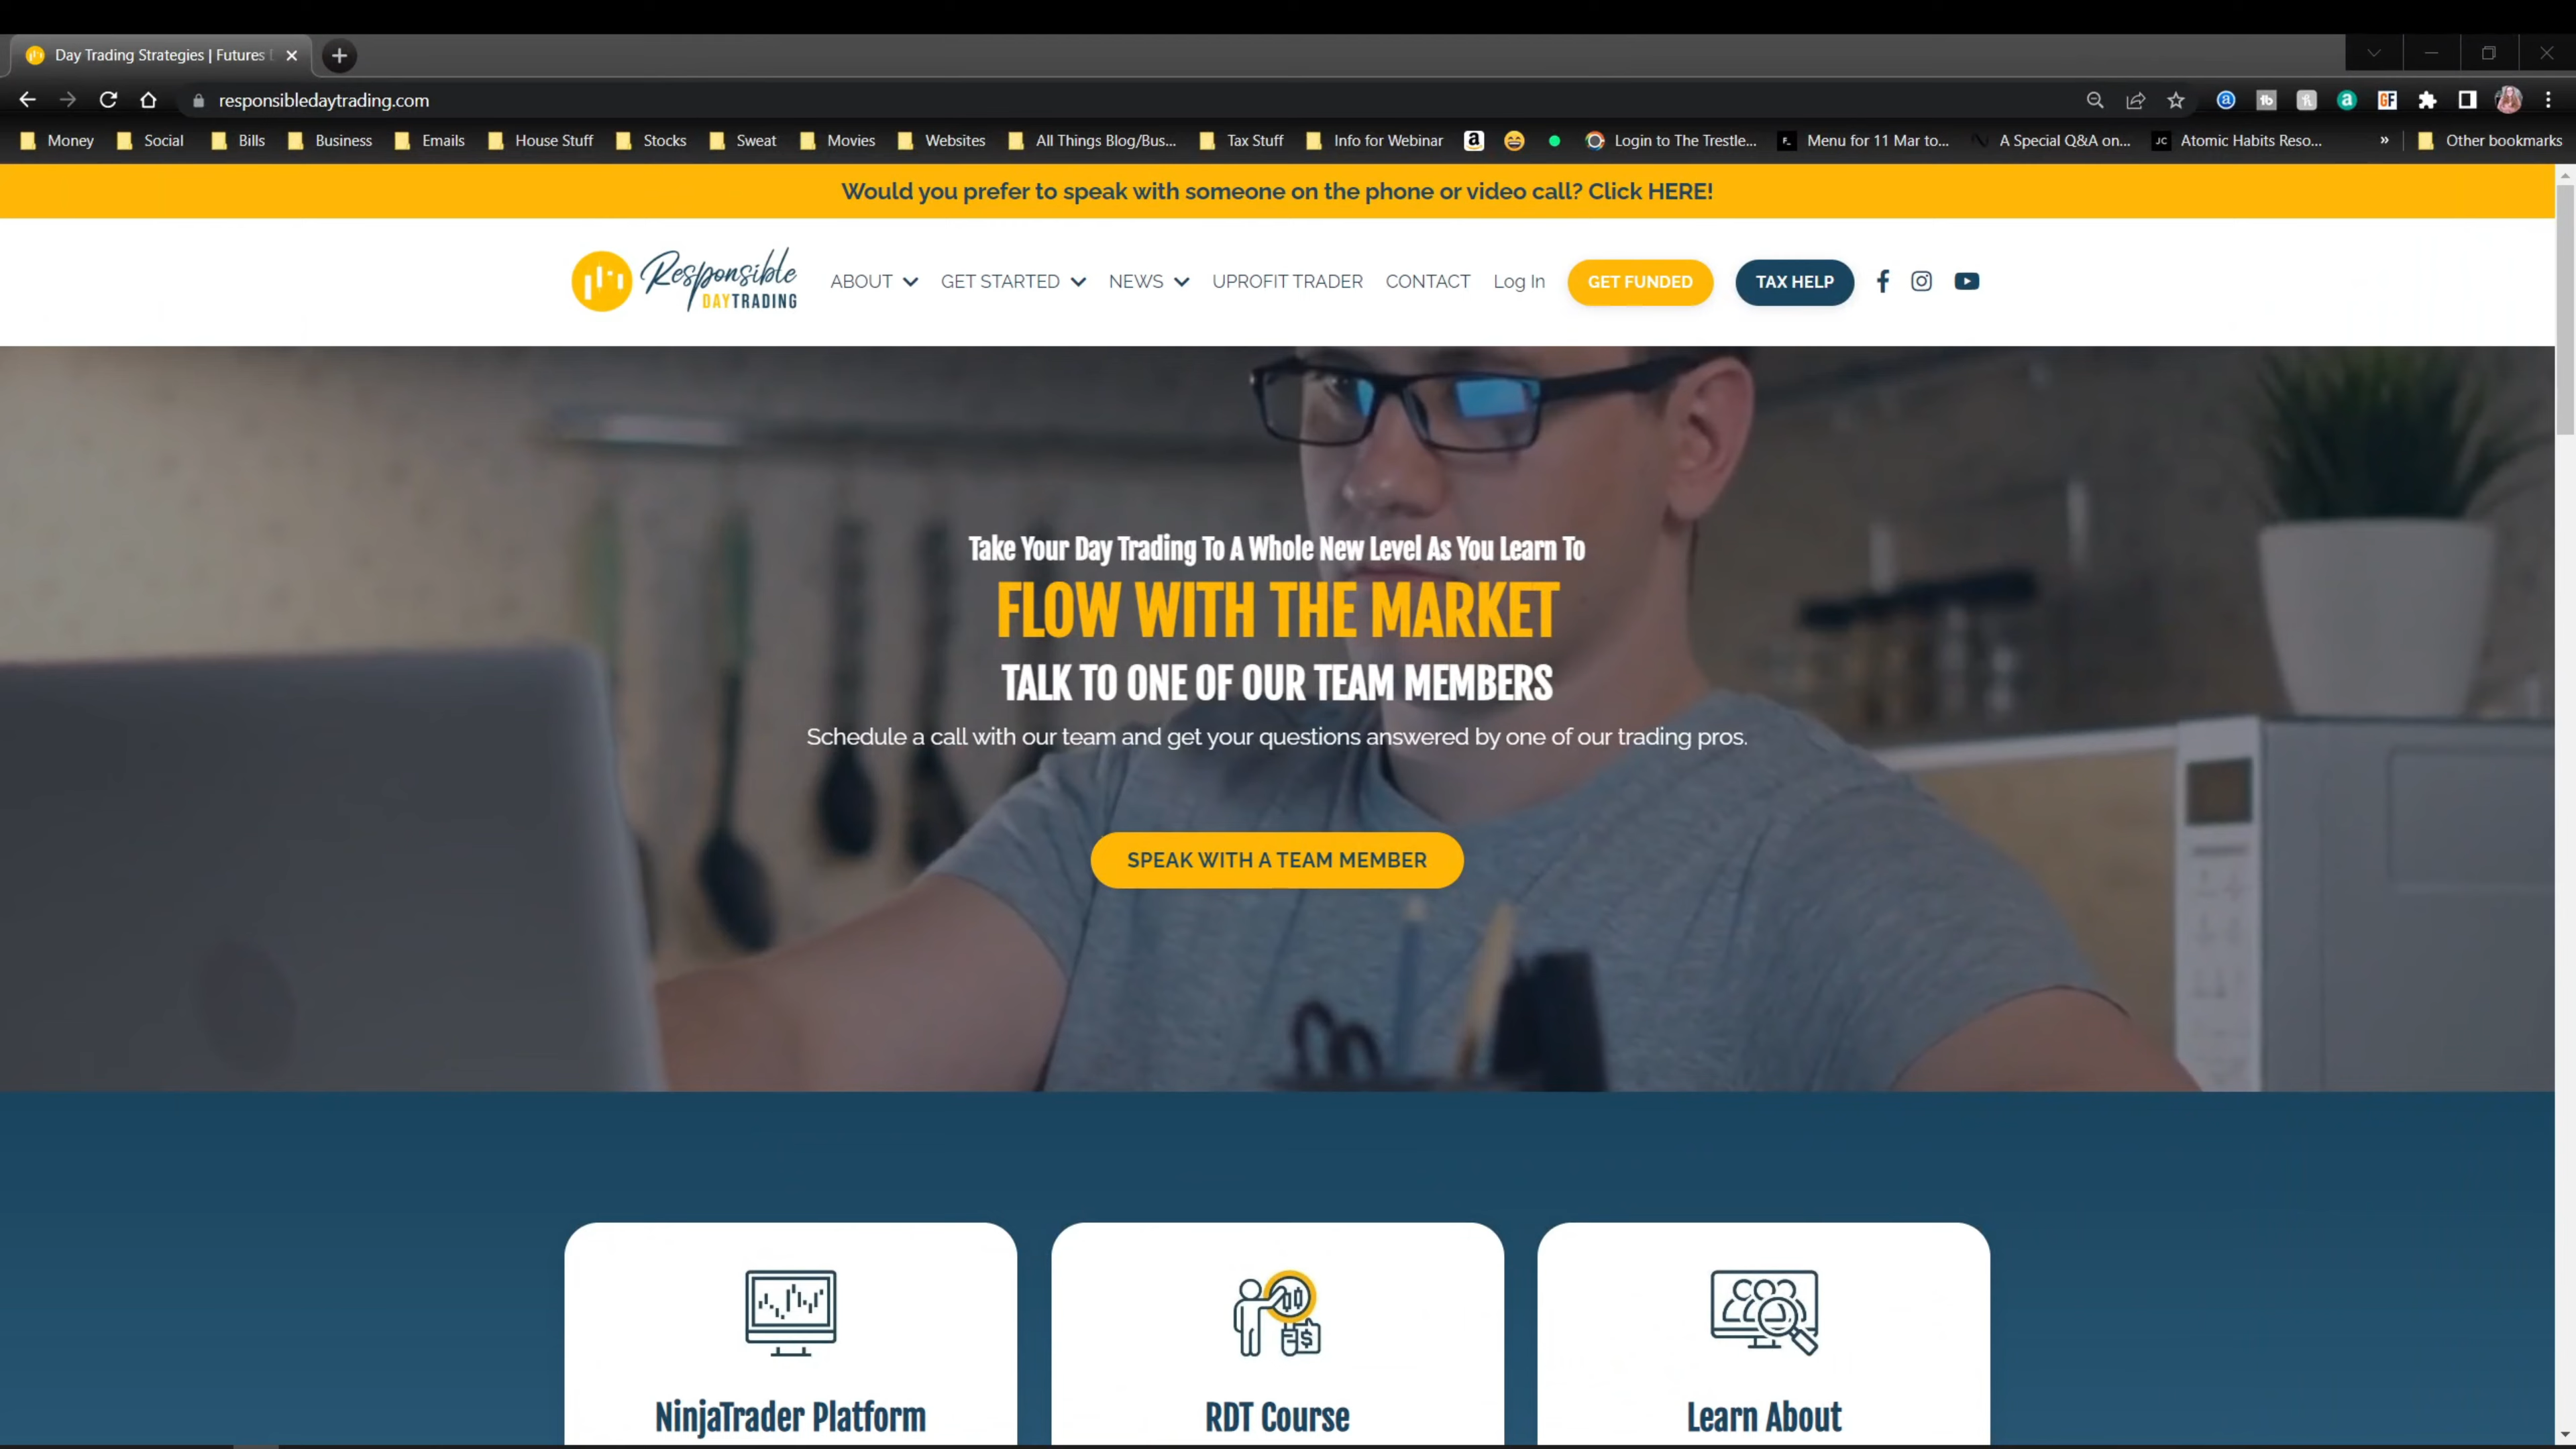 Day Trading Strategies | Futures
responsibledaytrading.com
Money Social Bills Business Emails House Stuff Stocks Sweat Movies Websites All Things Blog/Bus... Tax Stuff Info for Webinar Login to The Trestle... Menu for 11 Mar to... A Special Q&A on... Atomic Habits Reso... » Other bookmarks
Would you prefer to speak with someone on the phone or video call? Click HERE!
Responsible
DAYTRADING
ABOUT GET STARTED NEWS UPROFIT TRADER CONTACT Log In GET FUNDED TAX HELP
Take Your Day Trading To A Whole New Level As You Learn To
FLOW WITH THE MARKET
TALK TO ONE OF OUR TEAM MEMBERS
Schedule a call with our team and get your questions answered by one of our trading pros.
SPEAK WITH A TEAM MEMBER
NinjaTrader Platform
RDT Course
Learn About